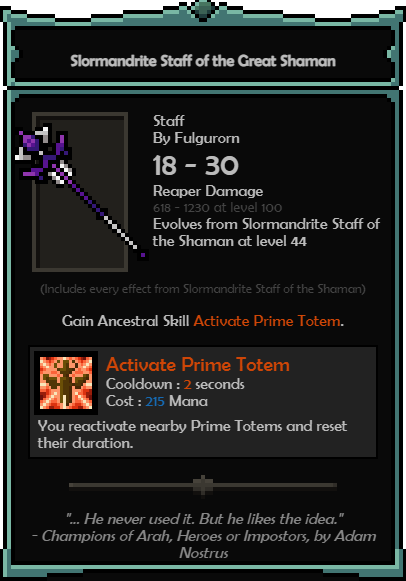 Slormandrite Staff of the Great Shaman
Staff
By Fulgurorn
18 - 30
Reaper Damage
618 - 1230 at level 100
Evolves from Slormandrite Staff of
the Shaman at level 44
(Includes every effect from Slormandrite Staff of the Shaman)
Gain Ancestral Skill Activate Prime Totem.
Activate Prime Totem
Cooldown : 2 seconds
Cost : 215 Mana
You reactivate nearby Prime Totems and reset
their duration.
"... He never used it. But he likes the idea."
- Champions of Arah, Heroes or Impostors, by Adam
Nostrus